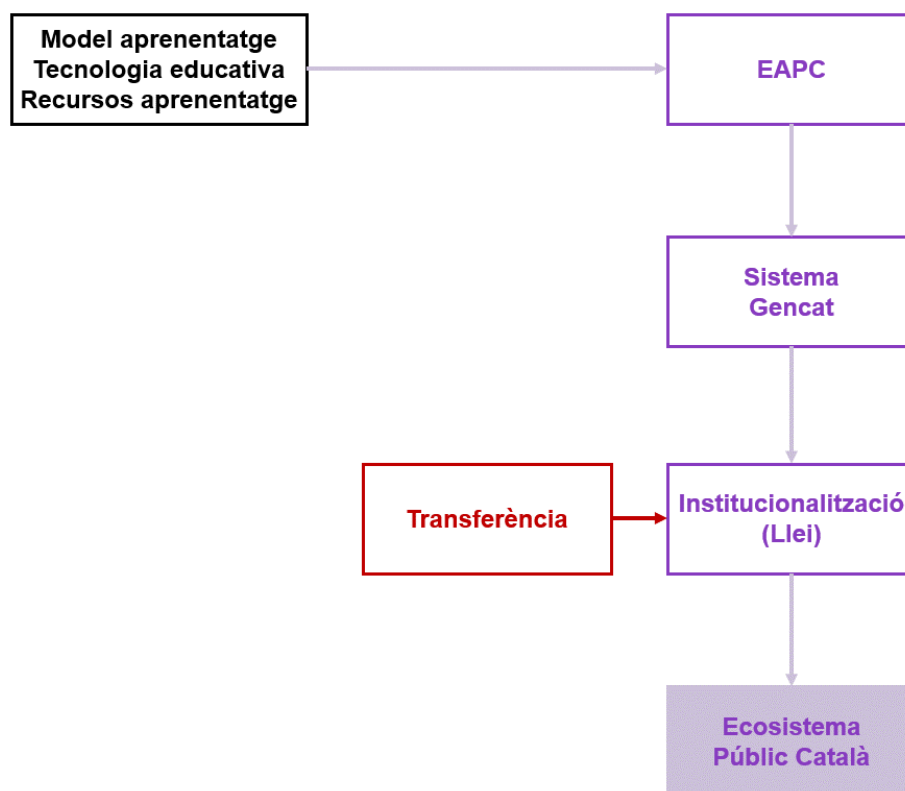 Model aprenentatge
Tecnologia educativa
Recursos aprenentatge
EAPC
Sistema
Gencat
Transferència
Institucionalització
(Llei)
Ecosistema
Públic Català